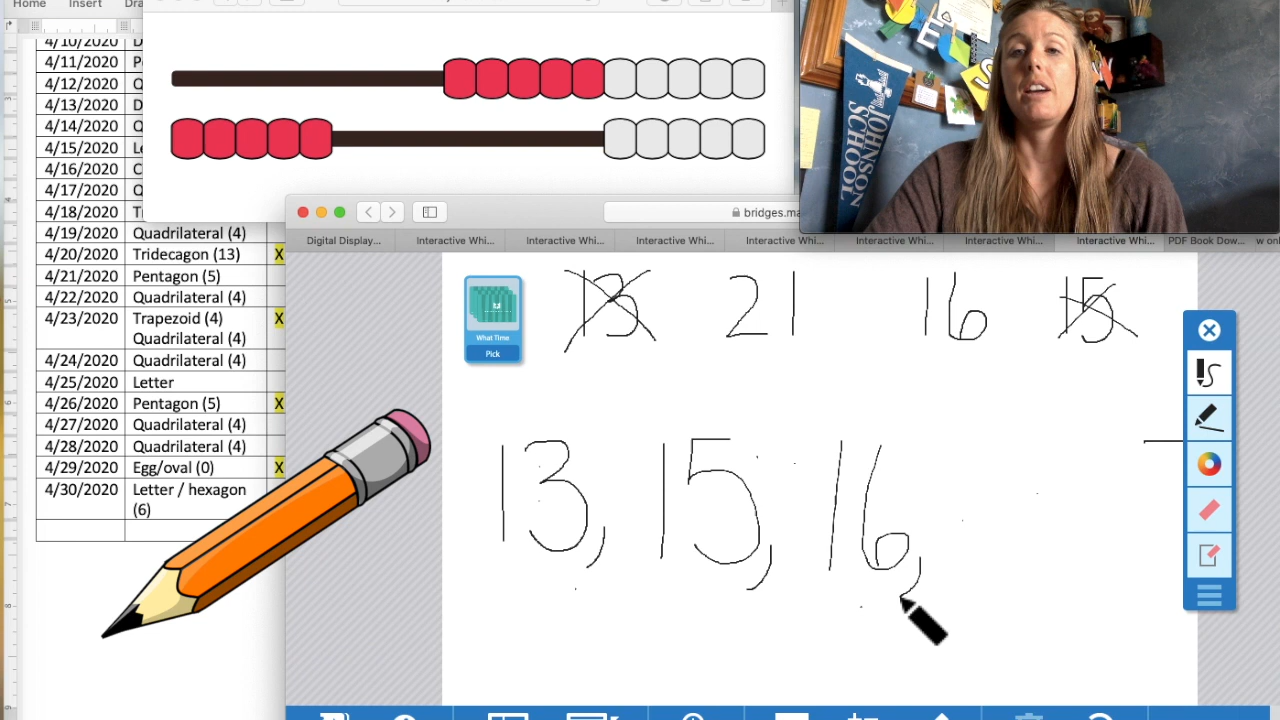 Home Insert Dra
4/10/2020 D
4/11/2020 P
4/12/2020 Q
4/13/2020 D
4/14/2020 Q
4/15/2020 Le
4/16/2020 C
4/17/2020 Q
4/18/2020 T
4/19/2020 Quadrilateral (4)
4/20/2020 Tridecagon (13) X
4/21/2020 Pentagon (5)
4/22/2020 Quadrilateral (4)
4/23/2020 Trapezoid (4) X
Quadrilateral (4)
4/24/2020 Quadrilateral (4)
4/25/2020 Letter
4/26/2020 Pentagon (5) X
4/27/2020 Quadrilateral (4)
4/28/2020 Quadrilateral (4)
4/29/2020 Egg/oval (0) X
4/30/2020 Letter / hexagon
(6)
JOHNSON
SCHOOL
bridges.ma
Digital Display... Interactive Whi... Interactive Whi... Interactive Whi... Interactive Whi... Interactive Whi... Interactive Whi... Interactive Whi... PDF Book Dow... w onl
What Time
Pick
13 21 16 15
13, 15, 16,